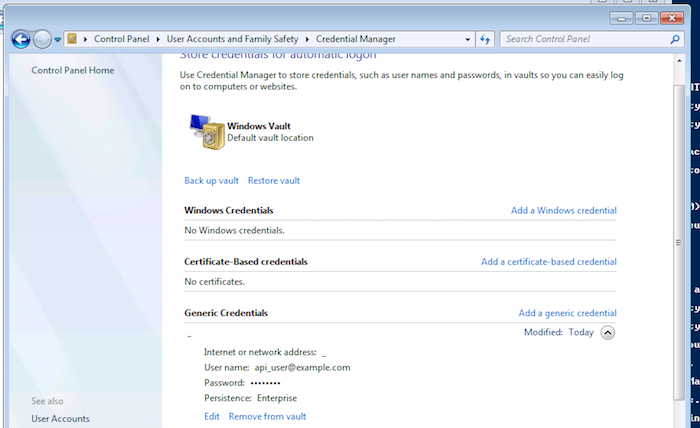 Control Panel ▸ User Accounts and Family Safety ▸ Credential Manager
Search Control Panel
Control Panel Home
Store credentials for automatic logon
Use Credential Manager to store credentials, such as user names and passwords, in vaults so you can easily log
on to computers or websites.
Windows Vault
Default vault location
Back up vault Restore vault
Windows Credentials Add a Windows credential
No Windows credentials.
Certificate-Based credentials Add a certificate-based credential
No certificates.
Generic Credentials Add a generic credential
_ Modified: Today
Internet or network address: _
User name: api_user@example.com
Password: ••••••••
Persistence: Enterprise
Edit Remove from vault
See also
User Accounts